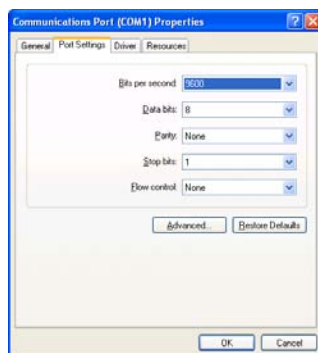 Communications Port (COM1) Properties
General Port Settings Driver Resources
Bits per second: 9600
Data bits: 8
Parity: None
Stop bits: 1
Flow control: None
Advanced... Restore Defaults
OK Cancel